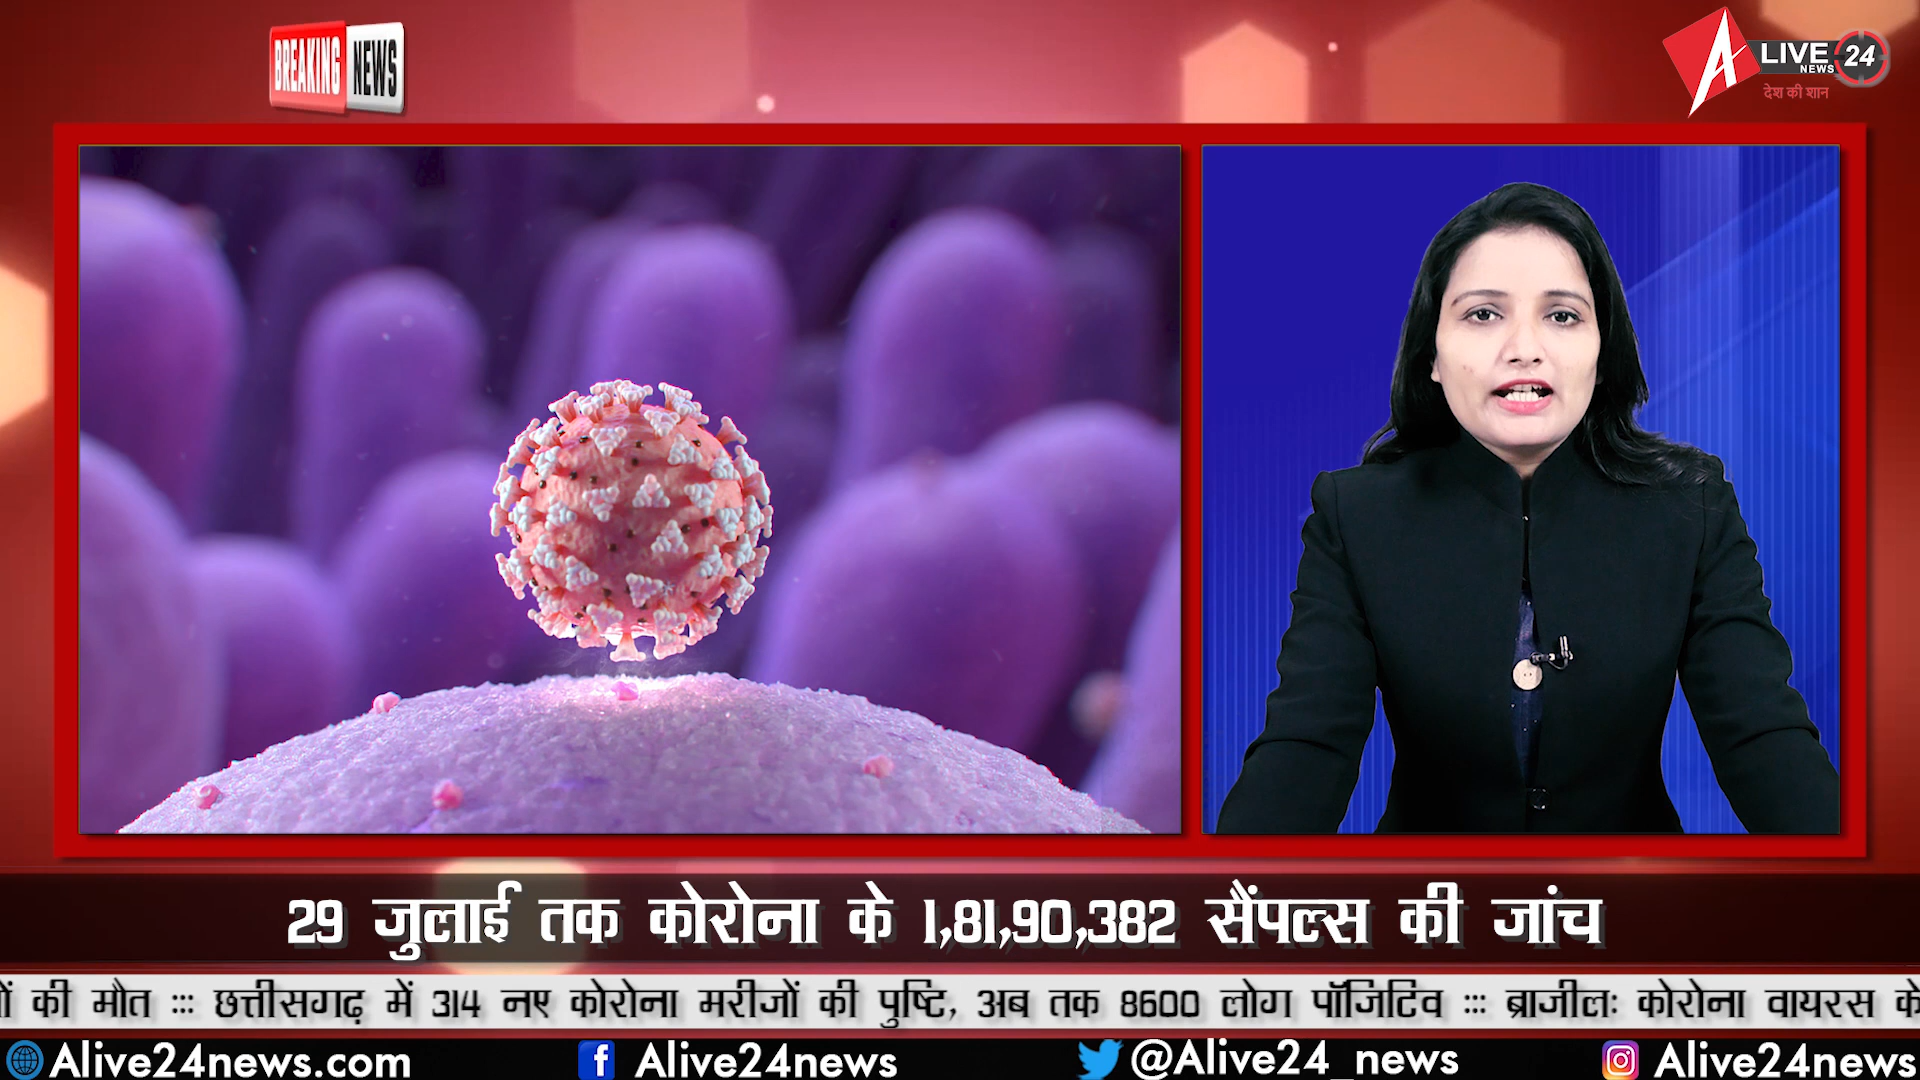 BREAKING NEWS
A LIVE NEWS 24
देश की शान
29 जुलाई तक कोरोना के 1,81,90,382 सैंपल्स की जांच
की मौत ::: छत्तीसगढ़ में 314 नए कोरोना मरीजों की पुष्टि, अब तक 8600 लोग पॉजिटिव ::: ब्राजीलः कोरोना वायरस के
Alive24news.com
Alive24news
@Alive24_news
Alive24news